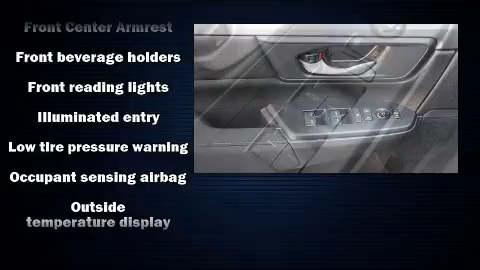 Front Center Armrest
Front beverage holders
Front reading lights
Illuminated entry
Low tire pressure warning
Occupant sensing airbag
Outside
temperature display